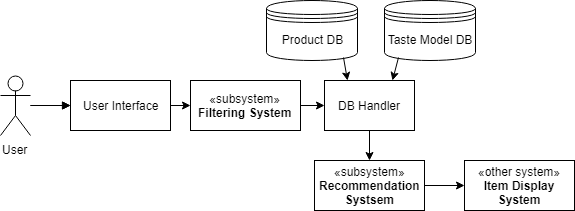 Product DB
Taste Model DB
User
User Interface
«subsystem»
Filtering System
DB Handler
«subsystem»
Recommendation
Systsem
«other system»
Item Display
System